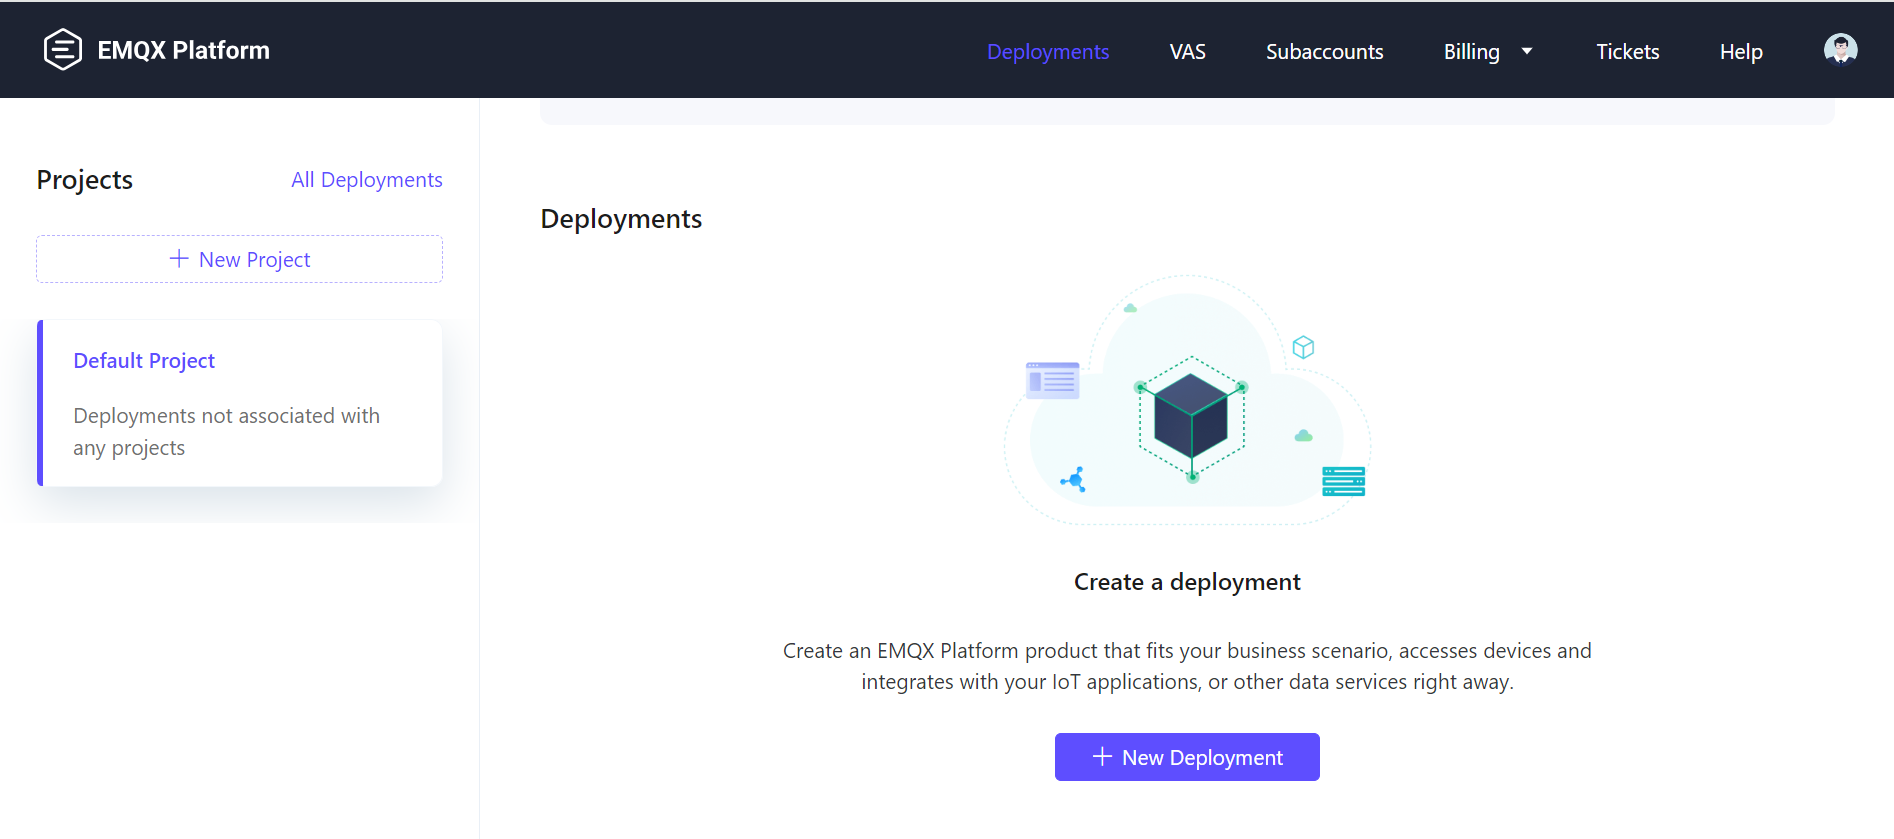 EMQX Platform
Deployments
VAS
Subaccounts
Billing
Tickets
Help
Projects
All Deployments
New Project
Default Project
Deployments not associated with
any projects
Deployments
Create a deployment
Create an EMQX Platform product that fits your business scenario, accesses devices and
integrates with your IoT applications, or other data services right away.
New Deployment